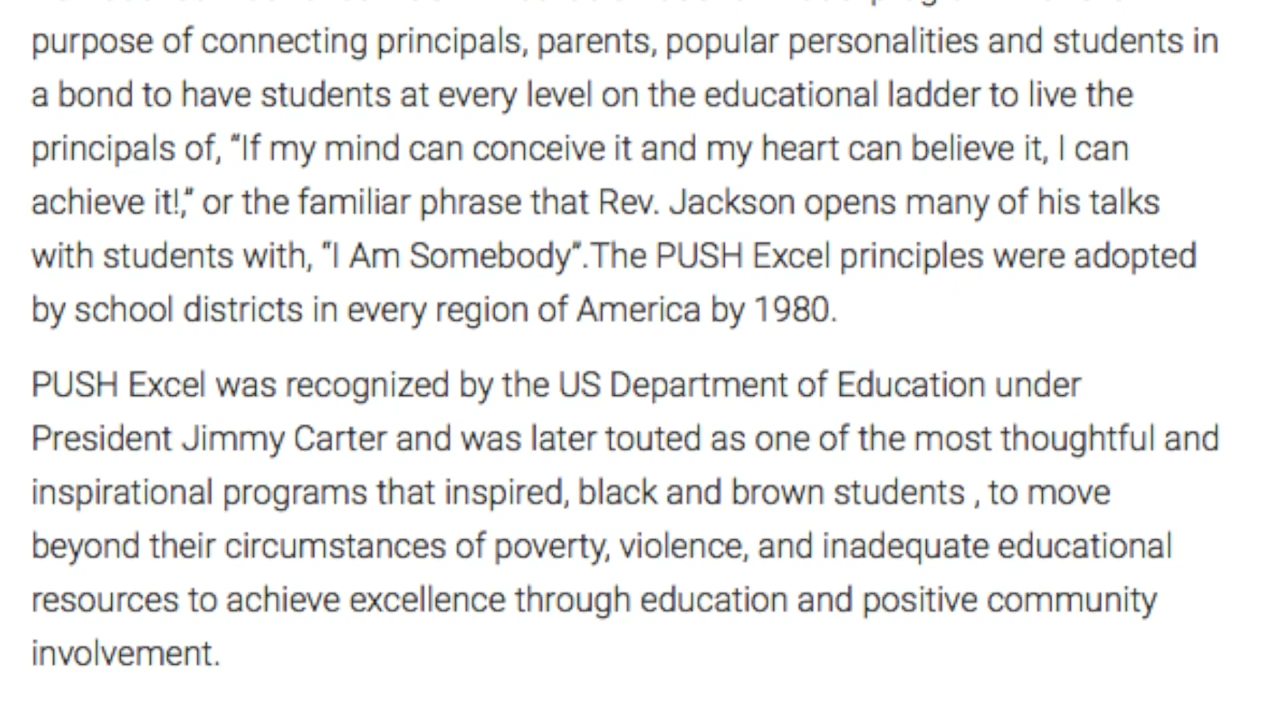 purpose of connecting principals, parents, popular personalities and students in
a bond to have students at every level on the educational ladder to live the
principals of, “If my mind can conceive it and my heart can believe it, I can
achieve it!,” or the familiar phrase that Rev. Jackson opens many of his talks
with students with, “I Am Somebody”.The PUSH Excel principles were adopted
by school districts in every region of America by 1980.
PUSH Excel was recognized by the US Department of Education under
President Jimmy Carter and was later touted as one of the most thoughtful and
inspirational programs that inspired, black and brown students , to move
beyond their circumstances of poverty, violence, and inadequate educational
resources to achieve excellence through education and positive community
involvement.